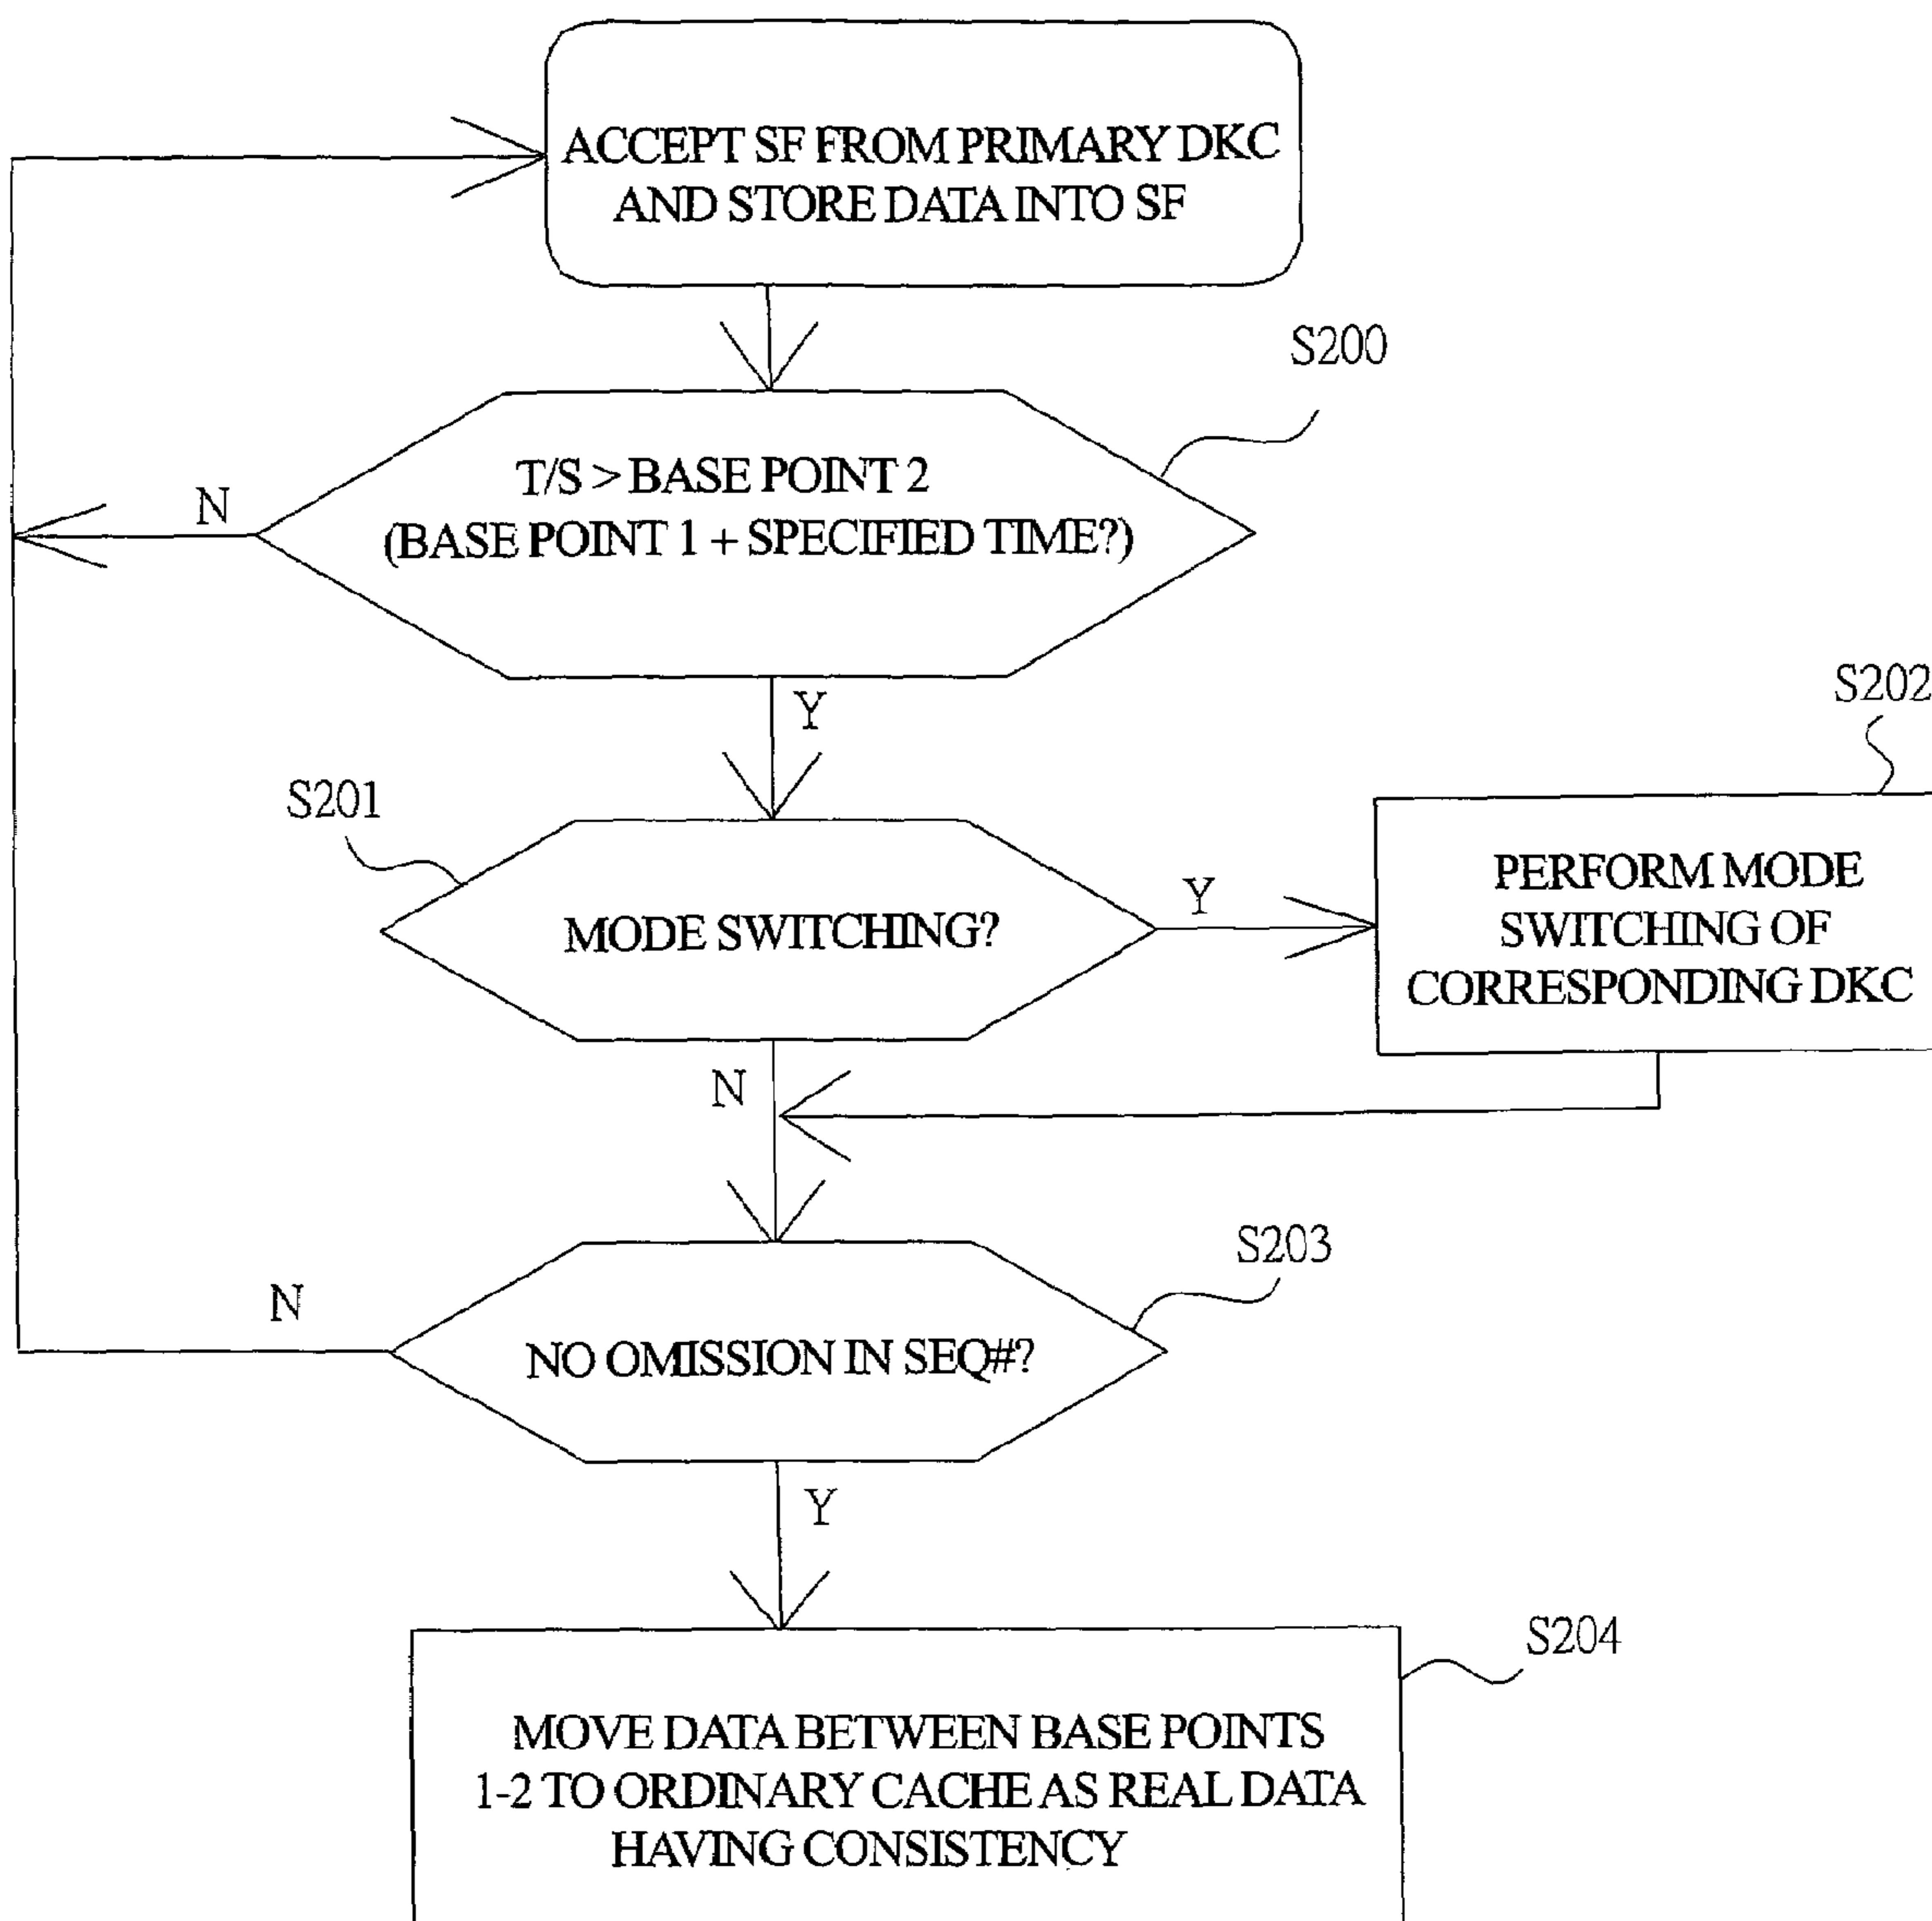 ACCEPT SF FROM PRIMARY DKC
AND STORE DATA INTO SF
S200
T/S > BASE POINT 2
(BASE POINT 1 + SPECIFIED TIME?)
N
Y
S202
S201
MODE SWITCHING?
Y
PERFORM MODE
SWITCHING OF
CORRESPONDING DKC
N
S203
N
NO OMISSION IN SEQ#?
Y
S204
MOVE DATA BETWEEN BASE POINTS
1-2 TO ORDINARY CACHE AS REAL DATA
HAVING CONSISTENCY